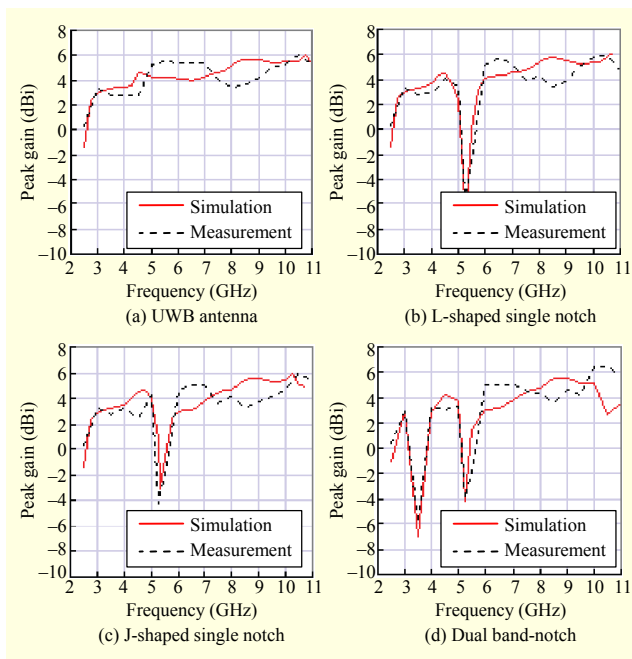 8
6
4
2
0
−2
−4
−6
−8
−10
Peak gain (dBi)
Simulation
Measurement
2 3 4 5 6 7 8 9 10 11
Frequency (GHz)
(a) UWB antenna
8
6
4
2
0
−2
−4
−6
−8
−10
Peak gain (dBi)
Simulation
Measurement
2 3 4 5 6 7 8 9 10 11
Frequency (GHz)
(b) L-shaped single notch
8
6
4
2
0
−2
−4
−6
−8
−10
Peak gain (dBi)
Simulation
Measurement
2 3 4 5 6 7 8 9 10 11
Frequency (GHz)
(c) J-shaped single notch
8
6
4
2
0
−2
−4
−6
−8
−10
Peak gain (dBi)
Simulation
Measurement
2 3 4 5 6 7 8 9 10 11
Frequency (GHz)
(d) Dual band-notch